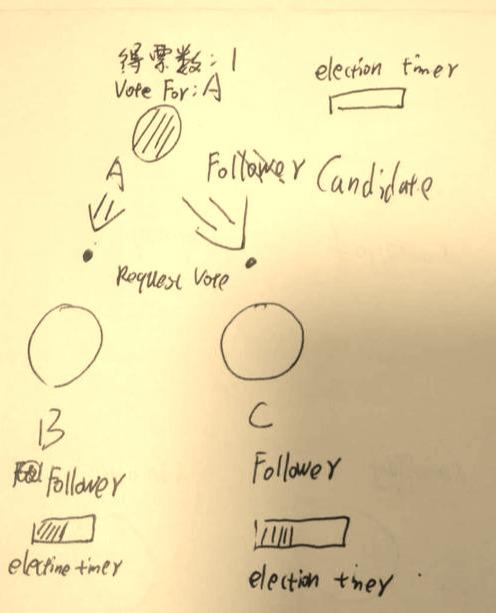 得票数:1
Vote For:A
election timer
A
Follower Candidate
Request Vote
B
C
Follower
Follower
electine timer
election timer